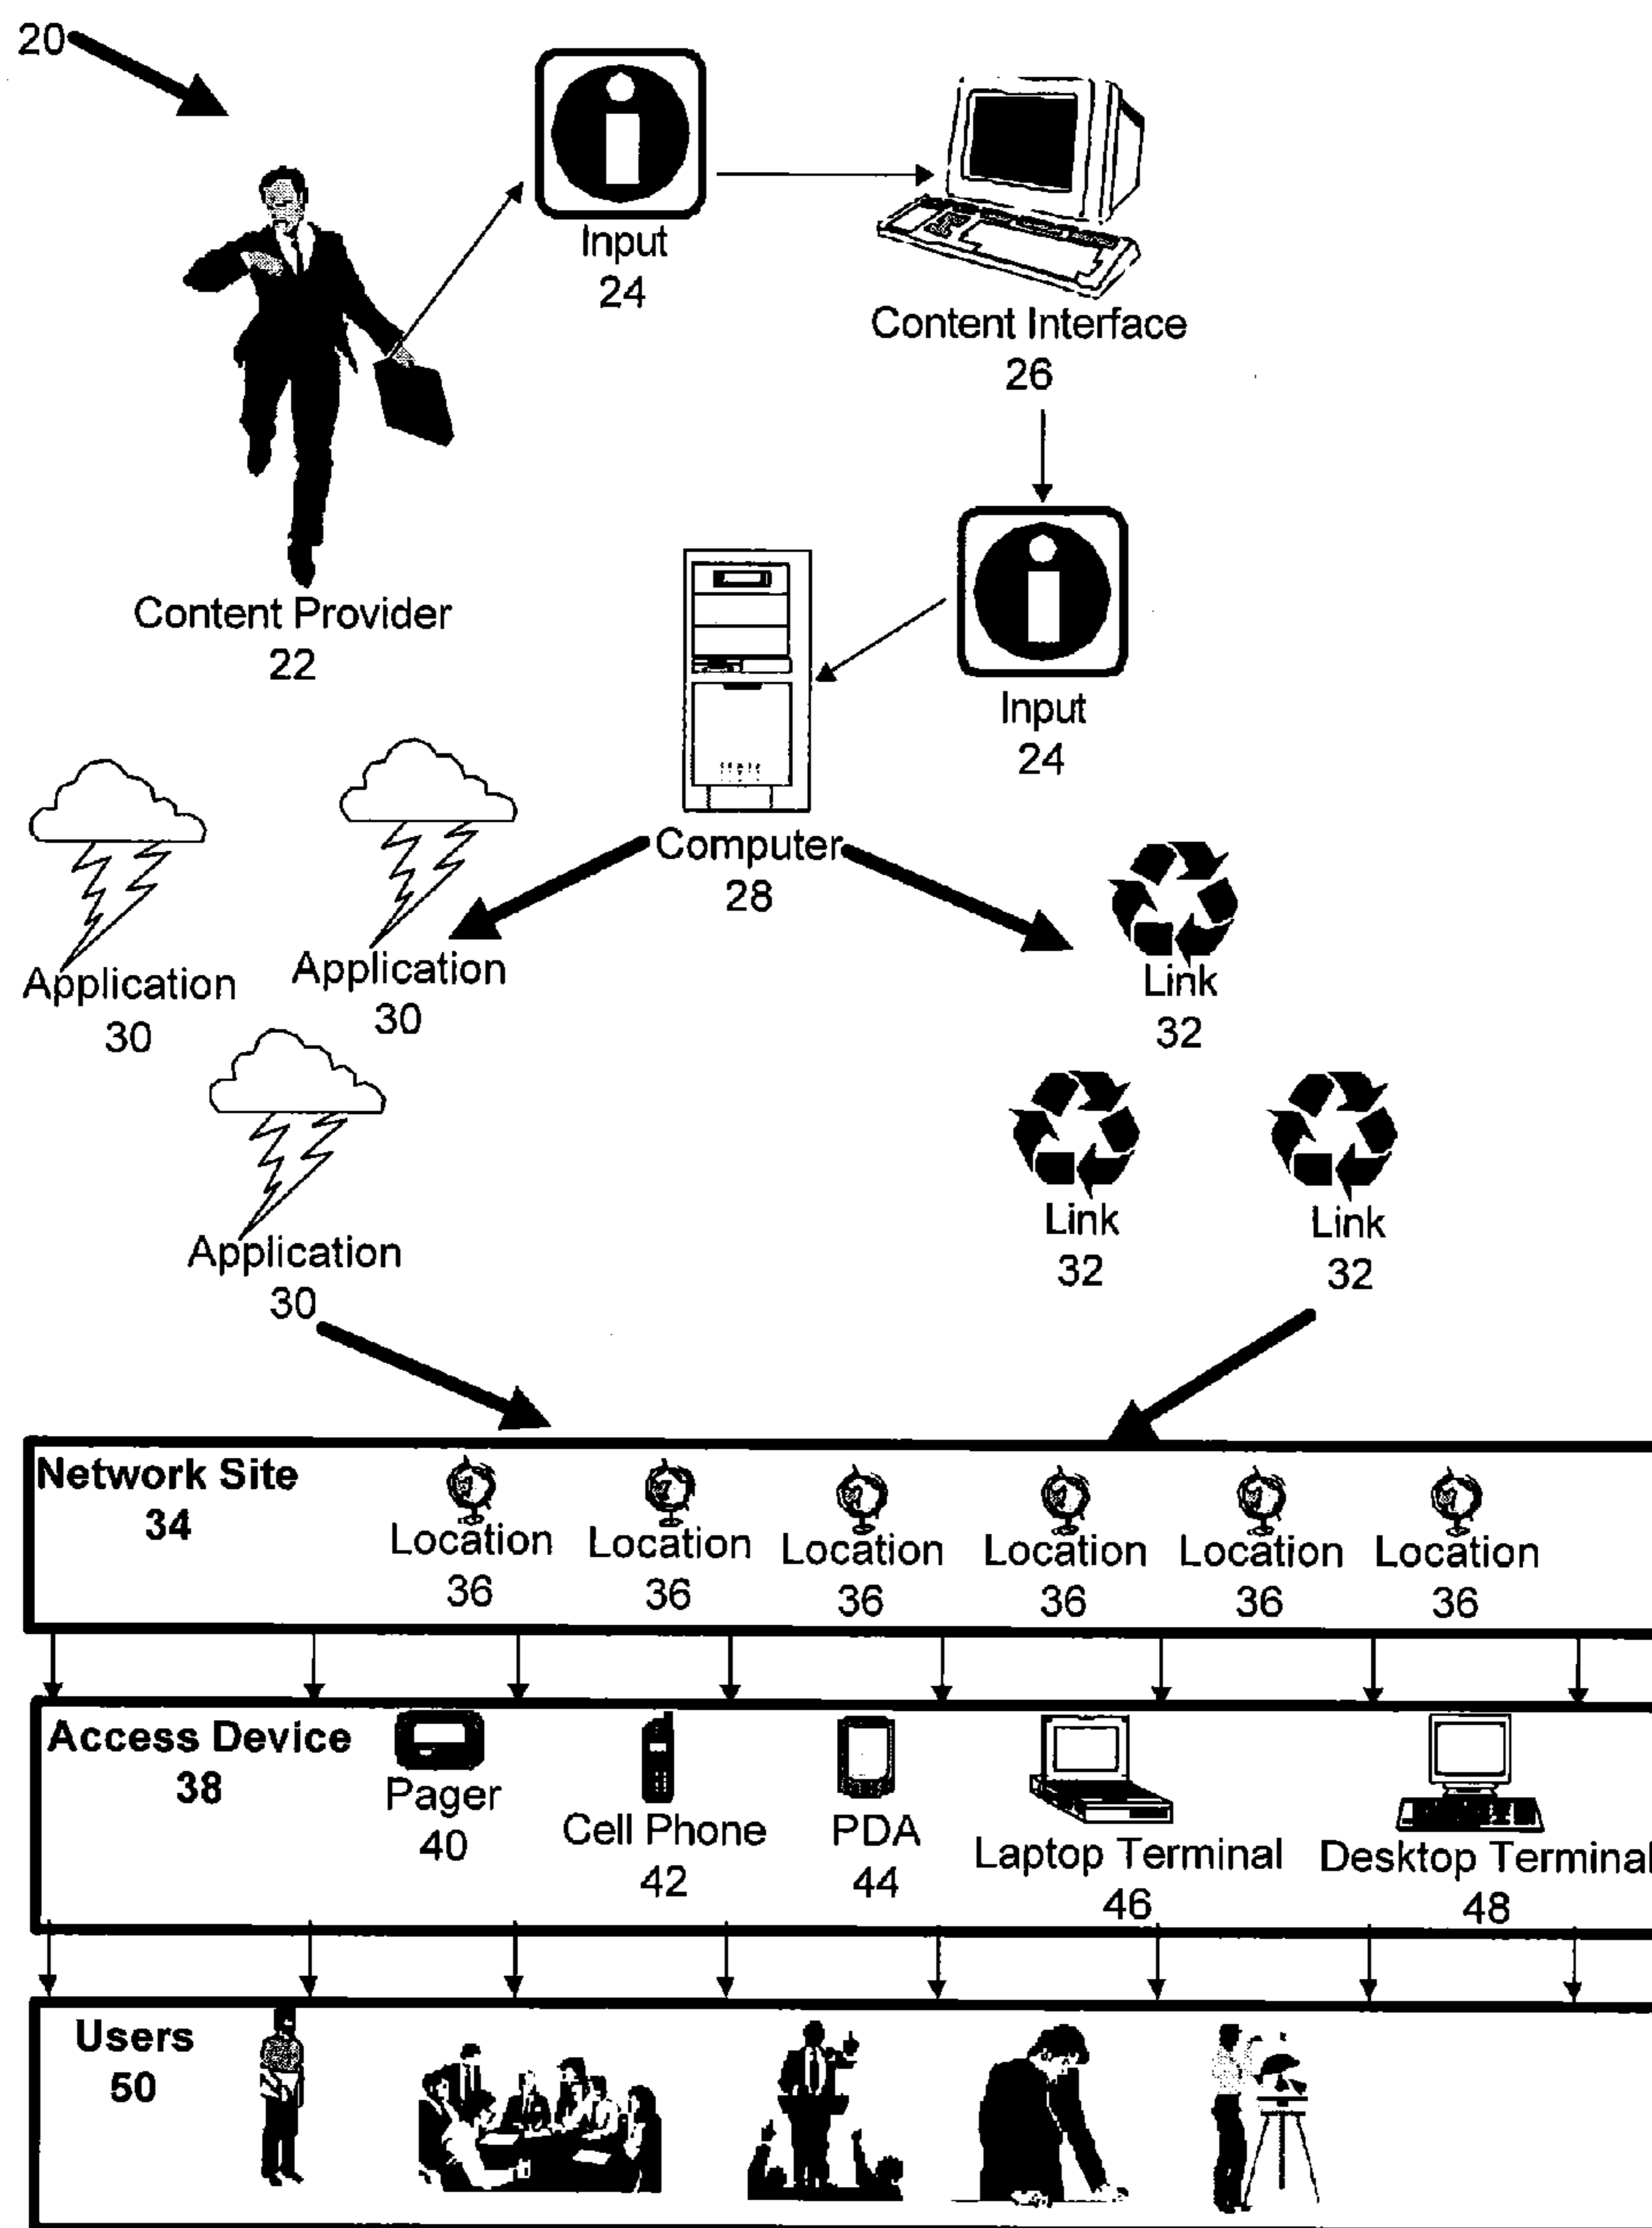 20
Input
24
Content Interface
26
Content Provider
22
Input
24
Computer
28
Application
30
Application
30
Link
32
Application
30
Link
32
Link
32
Network Site
34
Location
36
Location
36
Location
36
Location
36
Location
36
Location
36
Access Device
38
Pager
40
Cell Phone
42
PDA
44
Laptop Terminal
46
Desktop Terminal
48
Users
50